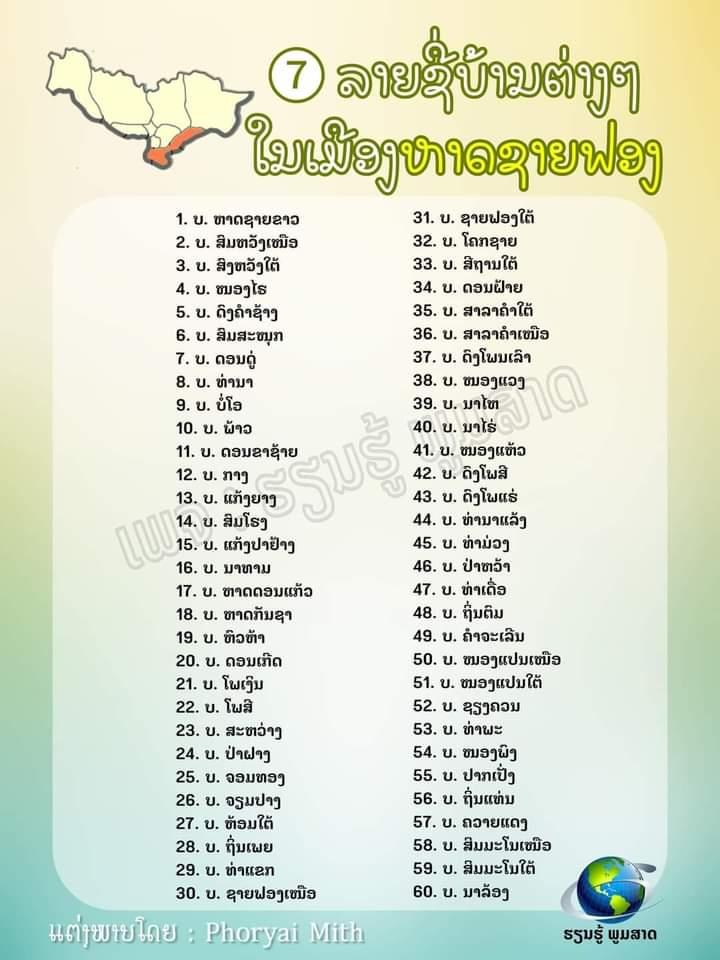 7 ລາຍຊື່ບ້ານຕ່າງໆ
ໃນເມືອງຫາດຊາຍຟອງ
1. ບ. ຫາດຊາຍຂາວ
2. ບ. ສິມຫວັງເໜືອ
3. ບ. ສິງຫວັງໃຕ້
4. ບ. ໜອງໄຮ
5. ບ. ດົງຄຳຊ້າງ
6. ບ. ສິມສະໜຸກ
7. ບ. ດອນດູ່
8. ບ. ທ່ານາ
9. ບ. ບໍ່ໂອ
10. ບ. ພ້າວ
11. ບ. ດອນຂາຊ້າຍ
12. ບ. ກາງ
13. ບ. ແກ້ງຍາງ
14. ບ. ສິມໂຮງ
15. ບ. ແກ້ງປາຢ້າງ
16. ບ. ນາທາມ
17. ບ. ຫາດດອນແກ້ວ
18. ບ. ຫາດກັນຊາ
19. ບ. ຫົວຫ້າ
20. ບ. ດອນເກີດ
21. ບ. ໂພເງິນ
22. ບ. ໂພສີ
23. ບ. ສະຫວ່າງ
24. ບ. ປ່າຝາງ
25. ບ. ຈອມທອງ
26. ບ. ຈຽມປາງ
27. ບ. ຫ້ອມໃຕ້
28. ບ. ຖິ່ນເພຍ
29. ບ. ທ່າແຂກ
30. ບ. ຊາຍຟອງເໜືອ
31. ບ. ຊາຍຟອງໃຕ້
32. ບ. ໂຄກຊາຍ
33. ບ. ສີຖານໃຕ້
34. ບ. ດອນຝ້າຍ
35. ບ. ສາລາຄຳໃຕ້
36. ບ. ສາລາຄຳເໜືອ
37. ບ. ດົງໂພນເລົາ
38. ບ. ໜອງແວງ
39. ບ. ນາໄຫ
40. ບ. ນາໄຮ່
41. ບ. ໜອງແຫ້ວ
42. ບ. ດົງໂພສີ
43. ບ. ດົງໂພແຮ່
44. ບ. ທ່ານາແລ້ງ
45. ບ. ທ່າມ່ວງ
46. ບ. ປ່າຫວ້າ
47. ບ. ທ່າເດື່ອ
48. ບ. ຖິ່ນຕົມ
49. ບ. ຄຳຈະເລີນ
50. ບ. ໜອງແປນເໜືອ
51. ບ. ໜອງແປນໃຕ້
52. ບ. ຊຽງຄວນ
53. ບ. ທ່າພະ
54. ບ. ໜອງພົງ
55. ບ. ປາກເປັ່ງ
56. ບ. ຖິ່ນແທ່ນ
57. ບ. ຄວາຍແດງ
58. ບ. ສິມມະໂນເໜືອ
59. ບ. ສິມມະໂນໃຕ້
60. ບ. ນາລ້ອງ
ເພຈ : ຮຽນຮູ້ ພູມສາດ
ແຕ່ງພາບໂດຍ : Phoryai Mith
ຮຽນຮູ້ ພູມສາດ